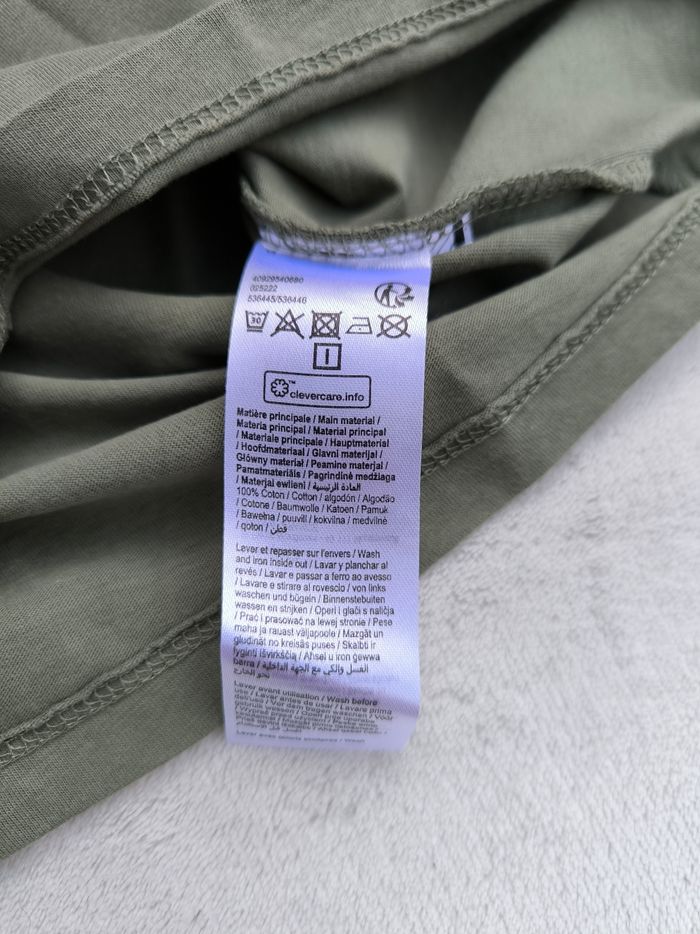 40929540680
025222
536445/536446
30
I
clevercare.info
Matière principale / Main material /
Materia principal / Material principal
/ Materiale principale / Hauptmaterial
/ Hoofdmateriaal / Glavni materijal /
Główny materiał / Peamine materjal /
Pamatmateriāls / Pagrindinė medžiaga
/ Materjal ewlieni / المادة الرئيسية
100% Coton / Cotton / algodón / Algodão
/ Cotone / Baumwolle / Katoen / Pamuk
/ Bawełna / puuvill / kokvilna / medvilnė
/ qoton / قطن
Laver et repasser sur l'envers / Wash
and iron inside out / Lavar y planchar al
revés / Lavar e passar a ferro ao avesso
/ Lavare e stirare al rovescio / von links
waschen und bügeln / Binnenstebuiten
wassen en strijken / Operi i glači s naličja
/ Prać i prasować na lewej stronie / Pese
maha ja rauast väljapoole / Mazgāt un
gludināt no kreisās puses / Skalbti ir
lyginti išvirkščią / Aħsel u iron ġewwa
barra / الغسل والكي مع الجهة الداخلية
نحو الخارج
Laver avant utilisation / Wash before
use / Lavar antes de usar / Lavare prima